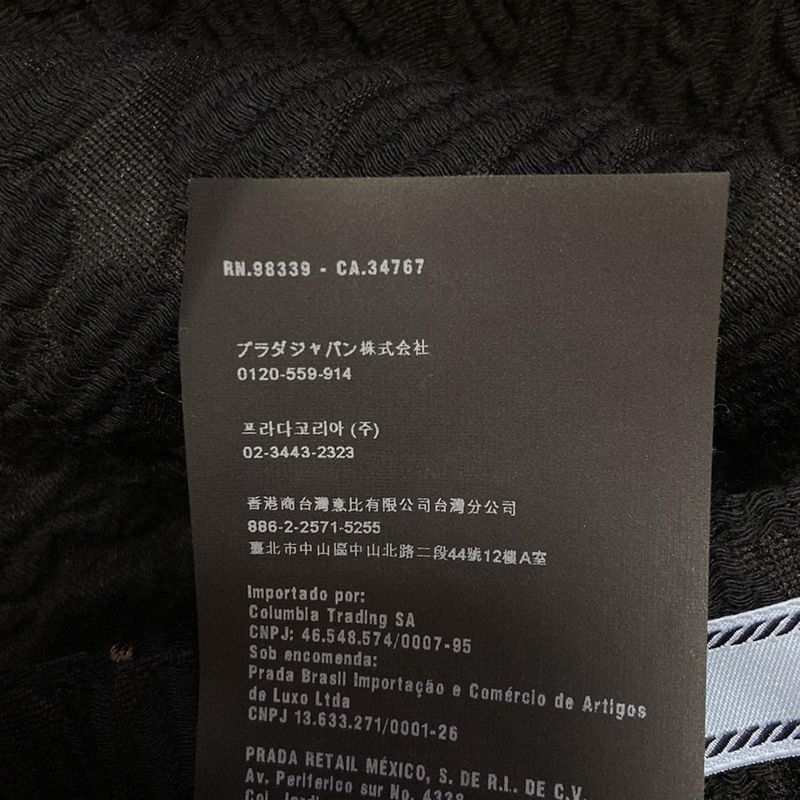 RN.98339 - CA.34767
プラダジャパン株式会社
0120-559-914
프라다코리아 (주)
02-3443-2323
香港商台灣意比有限公司台灣分公司
886-2-2571-5255
臺北市中山區中山北路二段44號12樓A室
Importado por:
Columbia Trading SA
CNPJ: 46.548.574/0007-95
Sob encomenda:
Prada Brasil Importação e Comércio de Artigos
de Luxo Ltda
CNPJ 13.633.271/0001-26
PRADA RETAIL MÉXICO, S. DE R.L. DE C.V.
Av. Periferico sur No. 4338
Col.